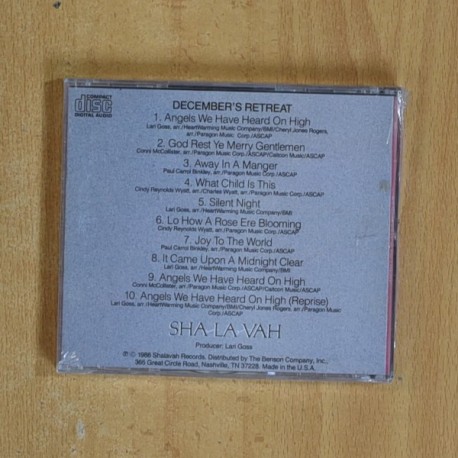 COMPACT
disc
DIGITAL AUDIO
DECEMBER'S RETREAT
1. Angels We Have Heard On High
Lari Goss, arr./HeartWarming Music Company/BMI/Cheryl Jones Rogers,
arr./Paragon Music Corp./ASCAP
2. God Rest Ye Merry Gentlemen
Conni McCollister, arr./Paragon Music Corp./ASCAP/Catison Music/ASCAP
3. Away In A Manger
Paul Carrol Binkley, arr./Paragon Music Corp./ASCAP
4. What Child Is This
Cindy Reynolds Wyatt, arr./Charles Wyatt, arr./Paragon Music Corp./ASCAP
5. Silent Night
Lari Goss, arr./HeartWarming Music Company/BMI
6. Lo How A Rose Ere Blooming
Cindy Reynolds Wyatt, arr./Paragon Music Corp./ASCAP
7. Joy To The World
Paul Carrol Binkley, arr./Paragon Music Corp./ASCAP
8. It Came Upon A Midnight Clear
Lari Goss, arr./HeartWarming Music Company/BMI
9. Angels We Have Heard On High
Conni McCollister, arr./Paragon Music Corp./ASCAP/Catison Music/ASCAP
10. Angels We Have Heard On High (Reprise)
Lari Goss, arr./HeartWarming Music Company/BMI/Cheryl Jones Rogers, arr./Paragon Music Corp.
/ASCAP
SHA-LA-VAH
Producer: Lari Goss
℗ © 1988 Shalavah Records. Distributed by The Benson Company, Inc.,
365 Great Circle Road, Nashville, TN 37228. Made in the U.S.A.